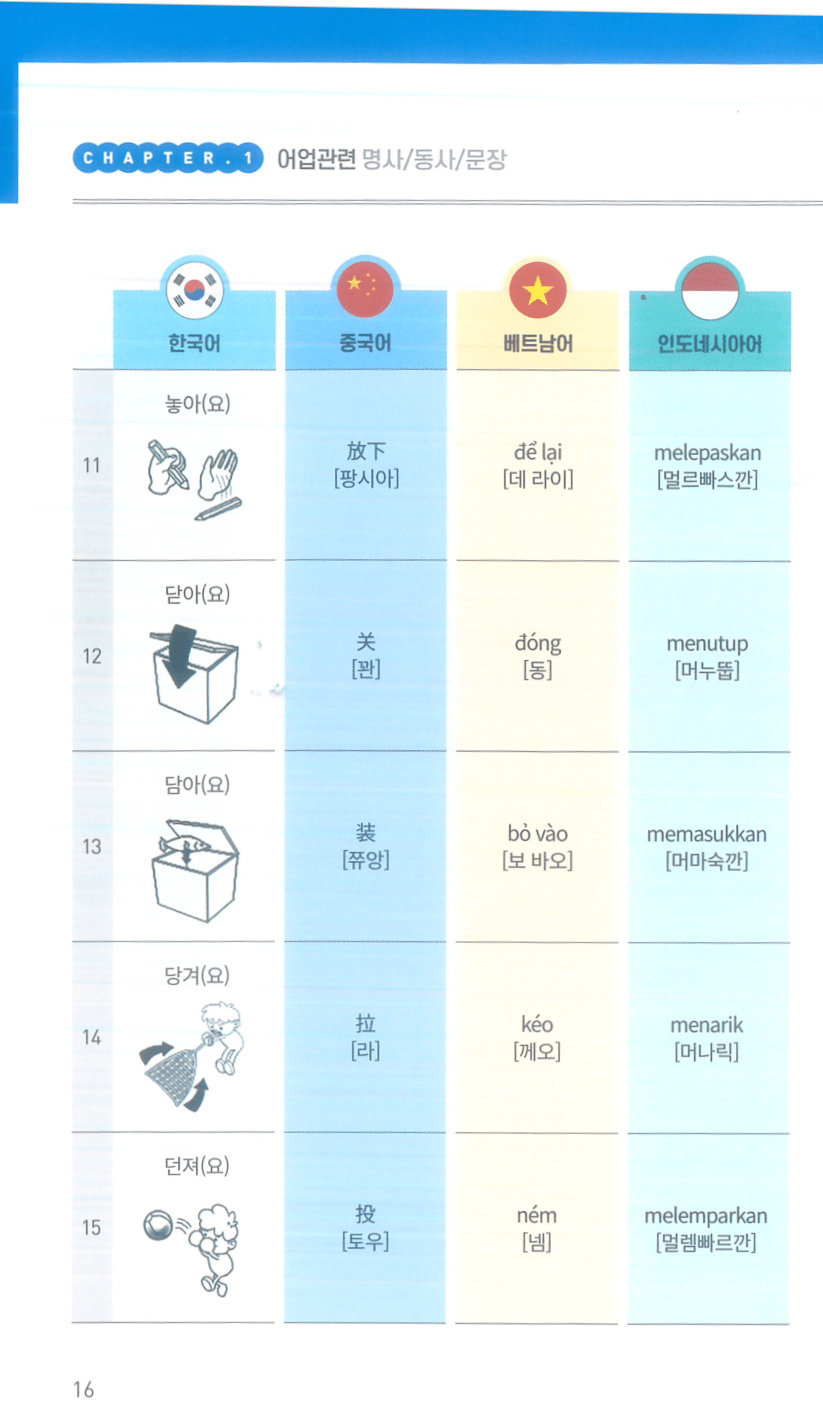 CHAPTER.1 어업관련 명사/동사/문장
한국어 중국어 베트남어 인도네시아어
놓아(요)
11
放下
[팡시아]
để lại
[데 라이]
melepaskan
[멀르빠스깐]
닫아(요)
12
关
[꽌]
đóng
[동]
menutup
[머누뚭]
담아(요)
13
装
[쮸앙]
bỏ vào
[보 바오]
memasukkan
[머마숙깐]
당겨(요)
14
拉
[라]
kéo
[께오]
menarik
[머나릭]
던져(요)
15
投
[토우]
ném
[넴]
melemparkan
[멀렘빠르깐]
16